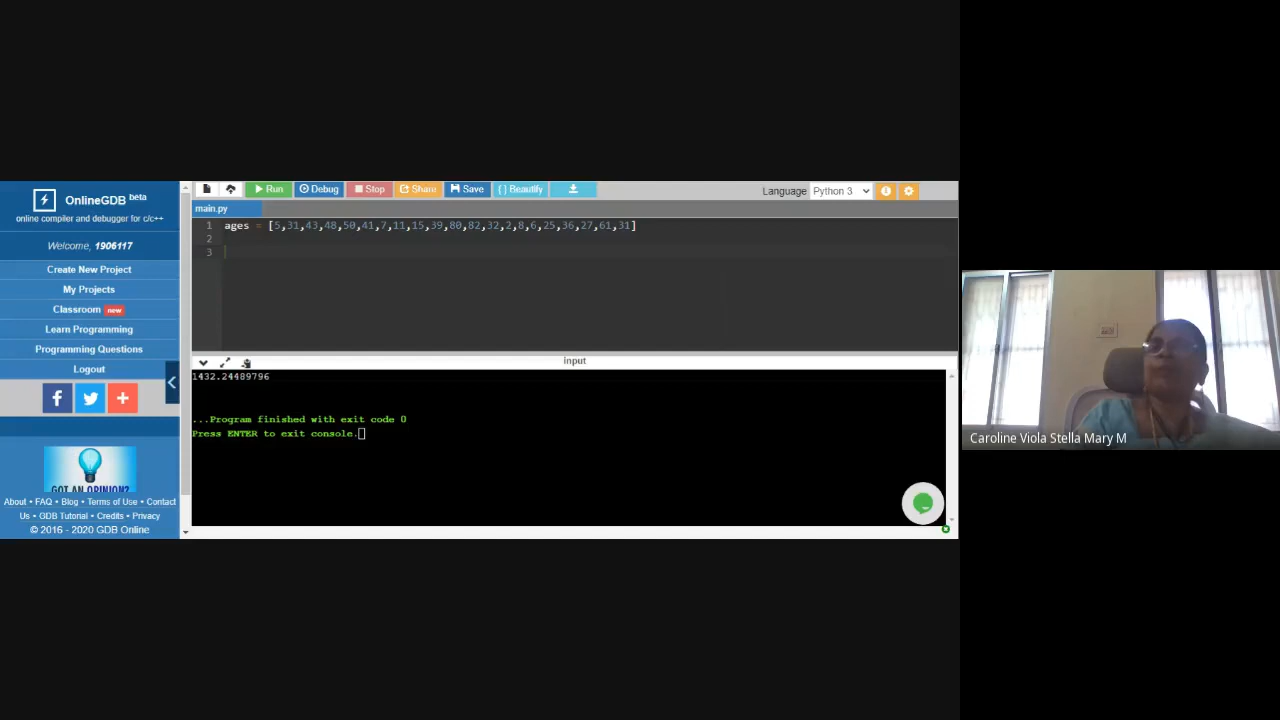 OnlineGDB beta
online compiler and debugger for c/c++
Welcome, 1906117
Create New Project
My Projects
Classroom new
Learn Programming
Programming Questions
Logout
GOT AN OPINION?
About • FAQ • Blog • Terms of Use • Contact
Us • GDB Tutorial • Credits • Privacy
© 2016 - 2020 GDB Online
Run Debug Stop Share Save { } Beautify
Language Python 3
main.py
1 ages = [5,31,43,48,50,41,7,11,15,39,80,82,32,2,8,6,25,36,27,61,31]
2
3
input
1432.24489796
...Program finished with exit code 0
Press ENTER to exit console.
Caroline Viola Stella Mary M